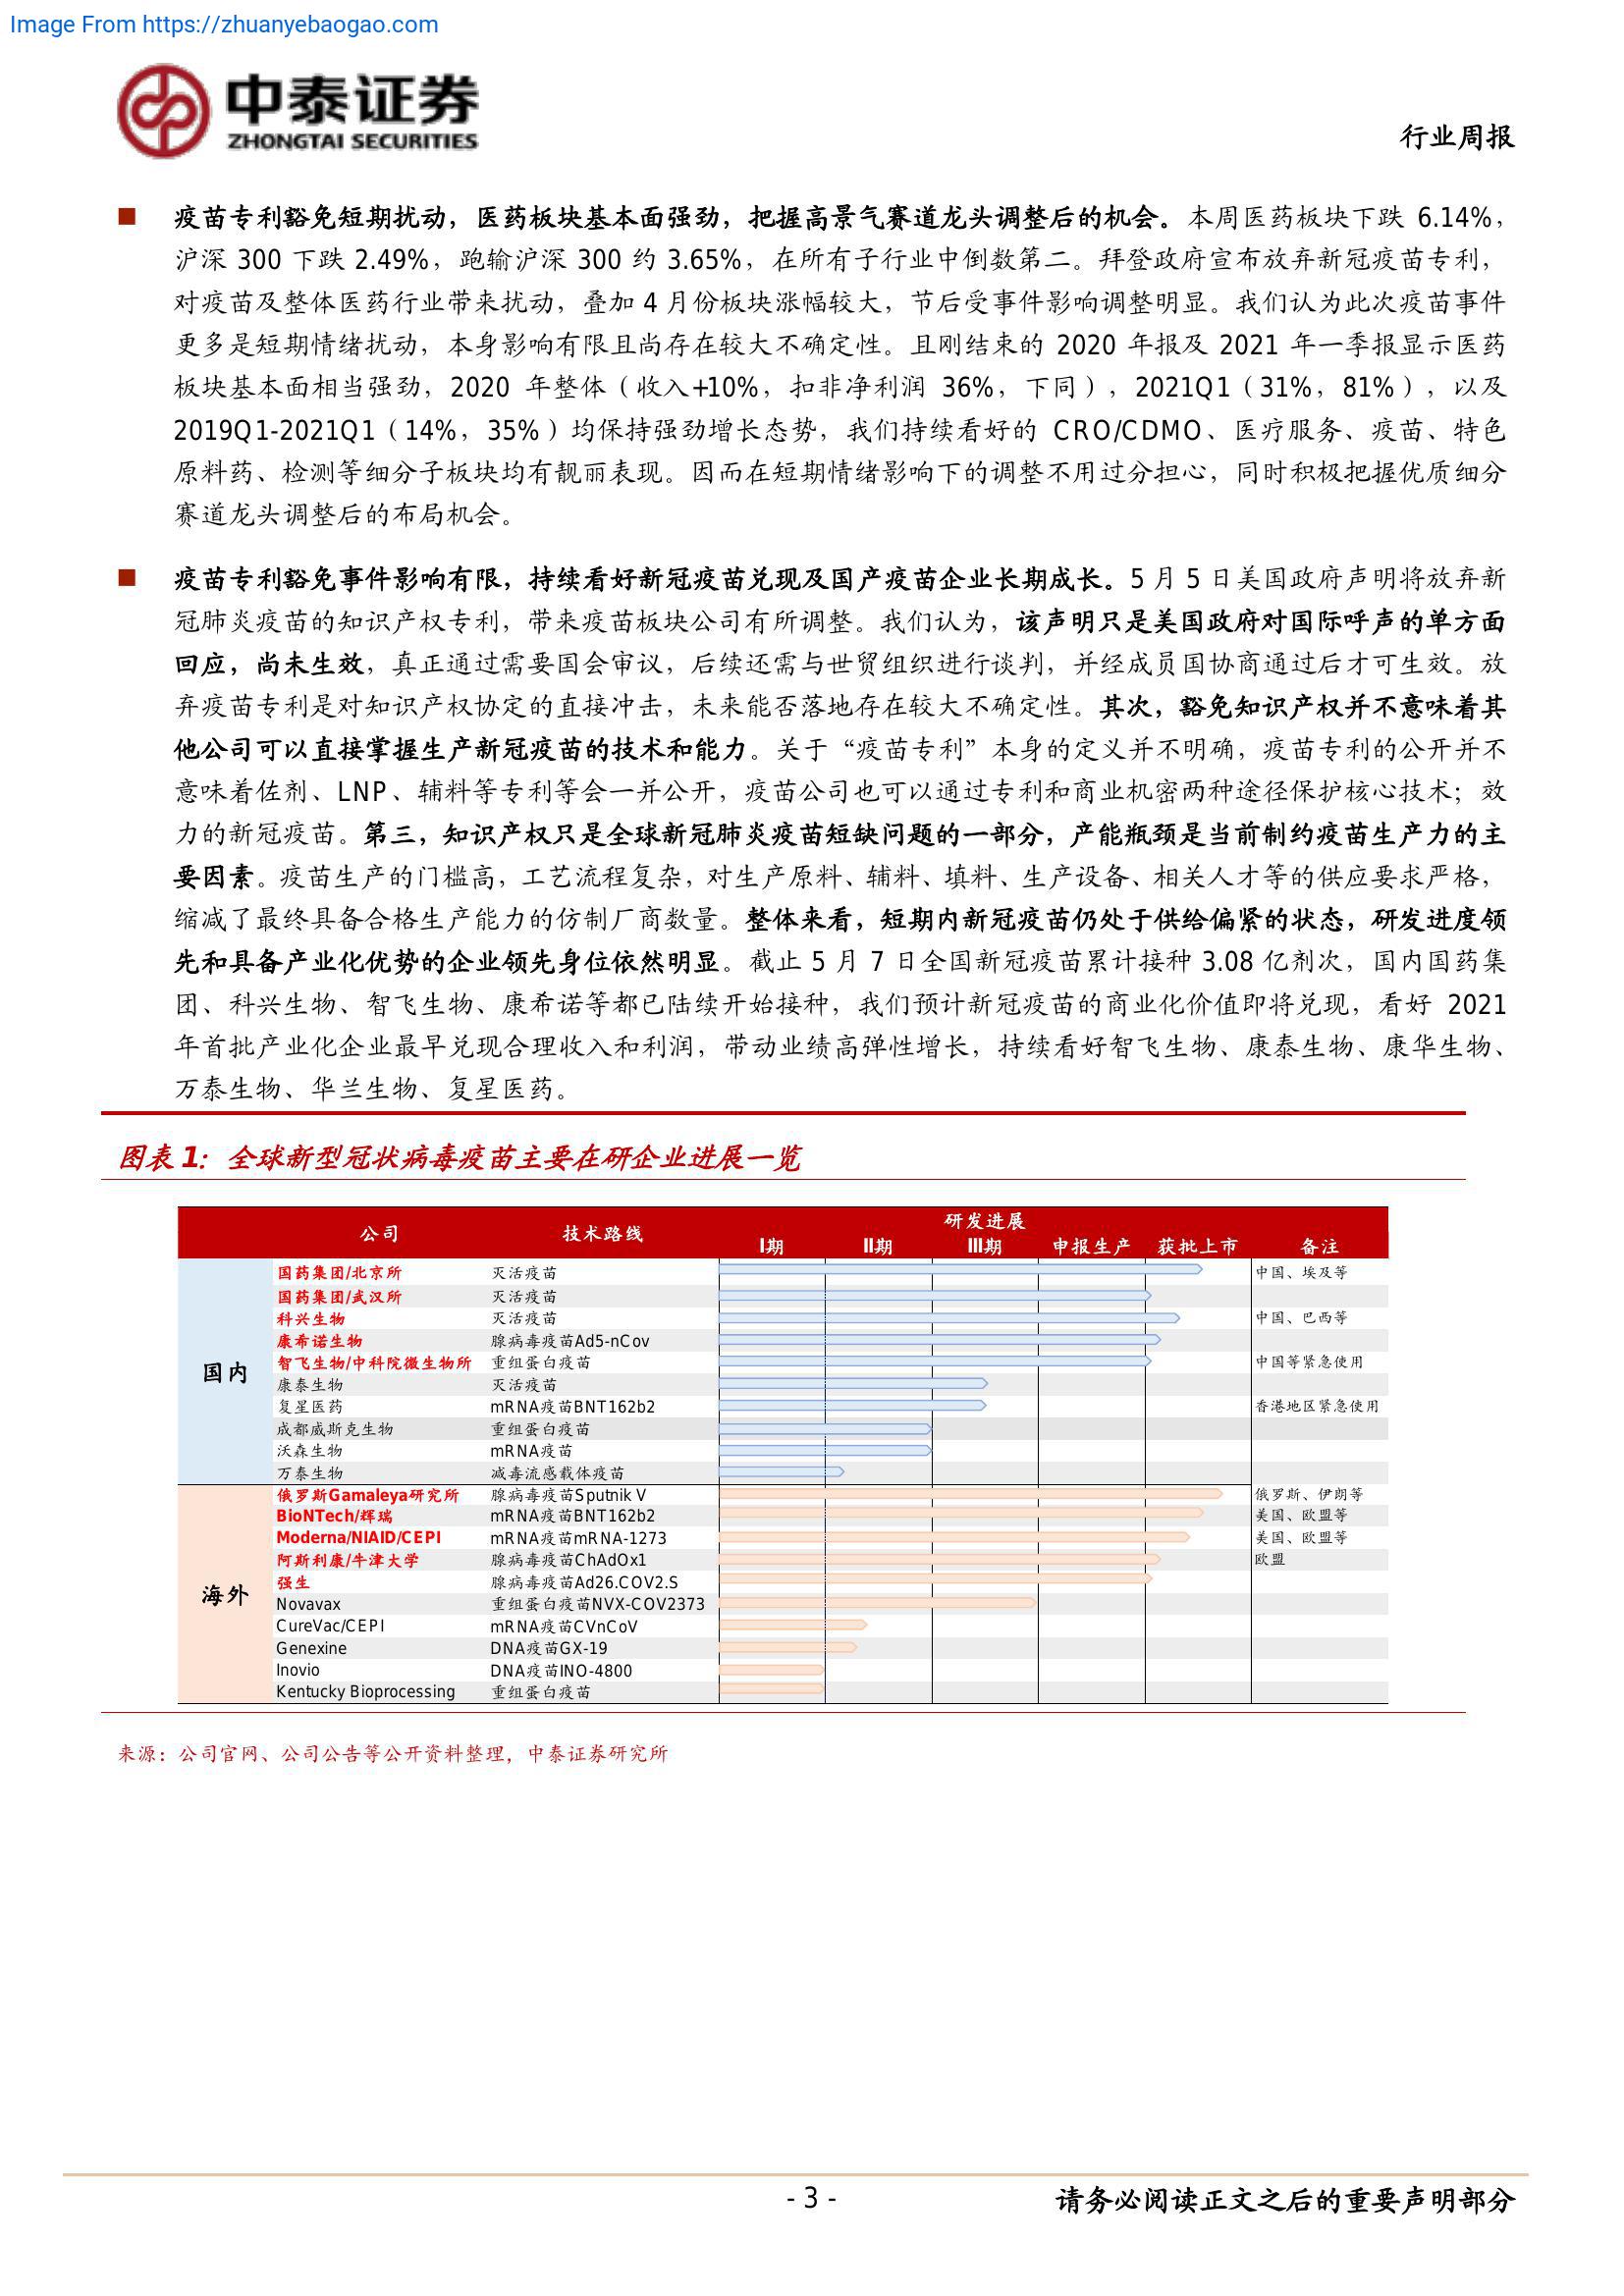 Image From https://zhuanyebaogao.com
中泰证券
ZHONGTAI SECURITIES
行业周报
疫苗专利豁免短期扰动，医药板块基本面强劲，把握高景气赛道龙头调整后的机会。本周医药板块下跌 6.14%，
沪深 300 下跌 2.49%，跑输沪深 300 约 3.65%，在所有子行业中倒数第二。拜登政府宣布放弃新冠疫苗专利，
对疫苗及整体医药行业带来扰动，叠加 4 月份板块涨幅较大，节后受事件影响调整明显。我们认为此次疫苗事件
更多是短期情绪扰动，本身影响有限且尚存在较大不确定性。且刚结束的 2020 年报及 2021 年一季报显示医药
板块基本面相当强劲，2020 年整体（收入+10%，扣非净利润 36%，下同），2021Q1（31%，81%），以及
2019Q1-2021Q1（14%，35%）均保持强劲增长态势，我们持续看好的 CRO/CDMO、医疗服务、疫苗、特色
原料药、检测等细分子板块均有靓丽表现。因而在短期情绪影响下的调整不用过分担心，同时积极把握优质细分
赛道龙头调整后的布局机会。
疫苗专利豁免事件影响有限，持续看好新冠疫苗兑现及国产疫苗企业长期成长。5 月 5 日美国政府声明将放弃新
冠肺炎疫苗的知识产权专利，带来疫苗板块公司有所调整。我们认为，该声明只是美国政府对国际呼声的单方面
回应，尚未生效，真正通过需要国会审议，后续还需与世贸组织进行谈判，并经成员国协商通过后才可生效。放
弃疫苗专利是对知识产权协定的直接冲击，未来能否落地存在较大不确定性。其次，豁免知识产权并不意味着其
他公司可以直接掌握生产新冠疫苗的技术和能力。关于“疫苗专利”本身的定义并不明确，疫苗专利的公开并不
意味着佐剂、LNP、辅料等专利等会一并公开，疫苗公司也可以通过专利和商业机密两种途径保护核心技术；效
力的新冠疫苗。第三，知识产权只是全球新冠肺炎疫苗短缺问题的一部分，产能瓶颈是当前制约疫苗生产力的主
要因素。疫苗生产的门槛高，工艺流程复杂，对生产原料、辅料、填料、生产设备、相关人才等的供应要求严格，
缩减了最终具备合格生产能力的仿制厂商数量。整体来看，短期内新冠疫苗仍处于供给偏紧的状态，研发进度领
先和具备产业化优势的企业领先身位依然明显。截止 5 月 7 日全国新冠疫苗累计接种 3.08 亿剂次，国内国药集
团、科兴生物、智飞生物、康希诺等都已陆续开始接种，我们预计新冠疫苗的商业化价值即将兑现，看好 2021
年首批产业化企业最早兑现合理收入和利润，带动业绩高弹性增长，持续看好智飞生物、康泰生物、康华生物、
万泰生物、华兰生物、复星医药。
图表 1：全球新型冠状病毒疫苗主要在研企业进展一览
公司 技术路线 研发进展
I期 II期 III期 申报生产 获批上市 备注
国内
国药集团/北京所 灭活疫苗 中国、埃及等
国药集团/武汉所 灭活疫苗
科兴生物 灭活疫苗 中国、巴西等
康希诺生物 腺病毒疫苗Ad5-nCov
智飞生物/中科院微生物所 重组蛋白疫苗 中国等紧急使用
康泰生物 灭活疫苗
复星医药 mRNA疫苗BNT162b2 香港地区紧急使用
成都威斯克生物 重组蛋白疫苗
沃森生物 mRNA疫苗
万泰生物 减毒流感载体疫苗
海外
俄罗斯Gamaleya研究所 腺病毒疫苗Sputnik V 俄罗斯、伊朗等
BioNTech/辉瑞 mRNA疫苗BNT162b2 美国、欧盟等
Moderna/NIAID/CEPI mRNA疫苗mRNA-1273 美国、欧盟等
阿斯利康/牛津大学 腺病毒疫苗ChAdOx1 欧盟
强生 腺病毒疫苗Ad26.COV2.S
Novavax 重组蛋白疫苗NVX-COV2373
CureVac/CEPI mRNA疫苗CVnCoV
Genexine DNA疫苗GX-19
Inovio DNA疫苗INO-4800
Kentucky Bioprocessing 重组蛋白疫苗
来源：公司官网、公司公告等公开资料整理，中泰证券研究所
- 3 -
请务必阅读正文之后的重要声明部分